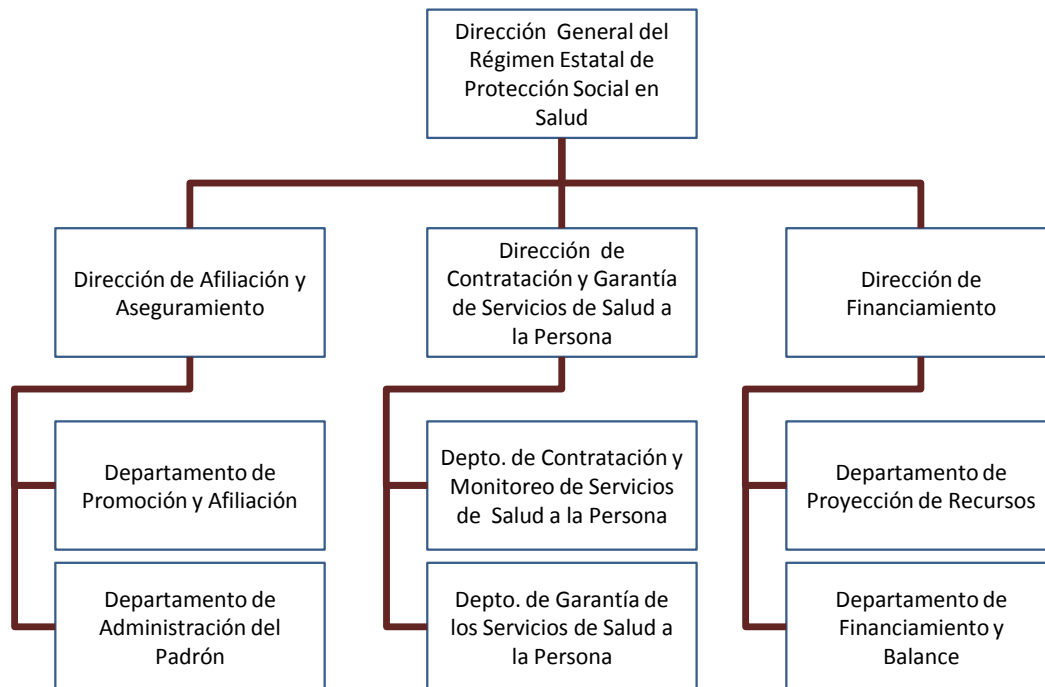 Dirección General del
Régimen Estatal de
Protección Social en
Salud
Dirección de Afiliación y
Aseguramiento
Dirección de
Contratación y Garantía
de Servicios de Salud a
la Persona
Dirección de
Financiamiento
Departamento de
Promoción y Afiliación
Depto. de Contratación y
Monitoreo de Servicios
de Salud a la Persona
Departamento de
Proyección de Recursos
Departamento de
Administración del
Padrón
Depto. de Garantía de
los Servicios de Salud a
la Persona
Departamento de
Financiamiento y
Balance